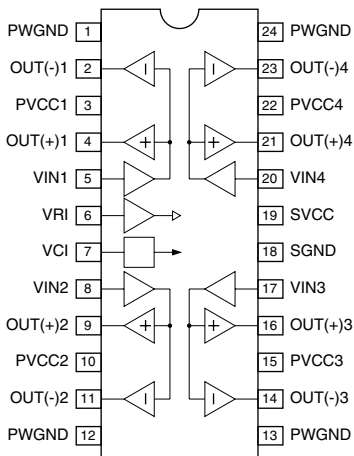 PWGND 1 24 PWGND
OUT(-)1 2 23 OUT(-)4
PVCC1 3 22 PVCC4
OUT(+)1 4 21 OUT(+)4
VIN1 5 20 VIN4
VRI 6 19 SVCC
VCI 7 18 SGND
VIN2 8 17 VIN3
OUT(+)2 9 16 OUT(+)3
PVCC2 10 15 PVCC3
OUT(-)2 11 14 OUT(-)3
PWGND 12 13 PWGND